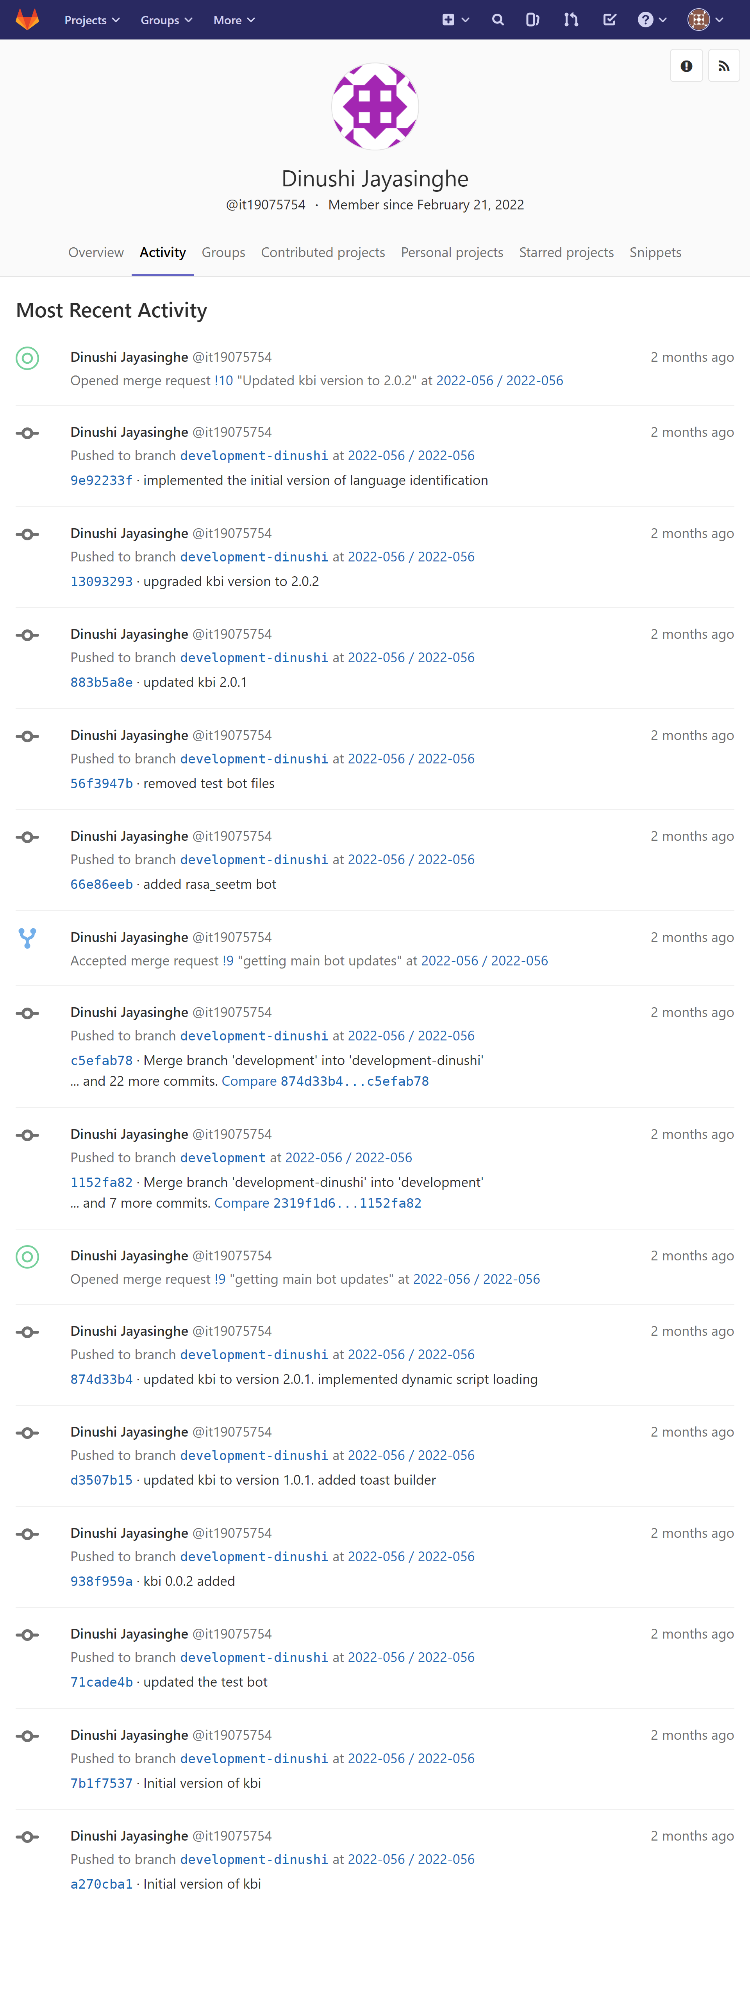 Projects Groups More
Dinushi Jayasinghe
@it19075754 · Member since February 21, 2022
Overview Activity Groups Contributed projects Personal projects Starred projects Snippets
Most Recent Activity
Dinushi Jayasinghe @it19075754 2 months ago
Opened merge request !10 "Updated kbi version to 2.0.2" at 2022-056 / 2022-056
Dinushi Jayasinghe @it19075754 2 months ago
Pushed to branch development-dinushi at 2022-056 / 2022-056
9e92233f · implemented the initial version of language identification
Dinushi Jayasinghe @it19075754 2 months ago
Pushed to branch development-dinushi at 2022-056 / 2022-056
13093293 · upgraded kbi version to 2.0.2
Dinushi Jayasinghe @it19075754 2 months ago
Pushed to branch development-dinushi at 2022-056 / 2022-056
883b5a8e · updated kbi 2.0.1
Dinushi Jayasinghe @it19075754 2 months ago
Pushed to branch development-dinushi at 2022-056 / 2022-056
56f3947b · removed test bot files
Dinushi Jayasinghe @it19075754 2 months ago
Pushed to branch development-dinushi at 2022-056 / 2022-056
66e86eeb · added rasa_seetm bot
Dinushi Jayasinghe @it19075754 2 months ago
Accepted merge request !9 "getting main bot updates" at 2022-056 / 2022-056
Dinushi Jayasinghe @it19075754 2 months ago
Pushed to branch development-dinushi at 2022-056 / 2022-056
c5efab78 · Merge branch 'development' into 'development-dinushi'
... and 22 more commits. Compare 874d33b4...c5efab78
Dinushi Jayasinghe @it19075754 2 months ago
Pushed to branch development at 2022-056 / 2022-056
1152fa82 · Merge branch 'development-dinushi' into 'development'
... and 7 more commits. Compare 2319f1d6...1152fa82
Dinushi Jayasinghe @it19075754 2 months ago
Opened merge request !9 "getting main bot updates" at 2022-056 / 2022-056
Dinushi Jayasinghe @it19075754 2 months ago
Pushed to branch development-dinushi at 2022-056 / 2022-056
874d33b4 · updated kbi to version 2.0.1. implemented dynamic script loading
Dinushi Jayasinghe @it19075754 2 months ago
Pushed to branch development-dinushi at 2022-056 / 2022-056
d3507b15 · updated kbi to version 1.0.1. added toast builder
Dinushi Jayasinghe @it19075754 2 months ago
Pushed to branch development-dinushi at 2022-056 / 2022-056
938f959a · kbi 0.0.2 added
Dinushi Jayasinghe @it19075754 2 months ago
Pushed to branch development-dinushi at 2022-056 / 2022-056
71cade4b · updated the test bot
Dinushi Jayasinghe @it19075754 2 months ago
Pushed to branch development-dinushi at 2022-056 / 2022-056
7b1f7537 · Initial version of kbi
Dinushi Jayasinghe @it19075754 2 months ago
Pushed to branch development-dinushi at 2022-056 / 2022-056
a270cba1 · Initial version of kbi